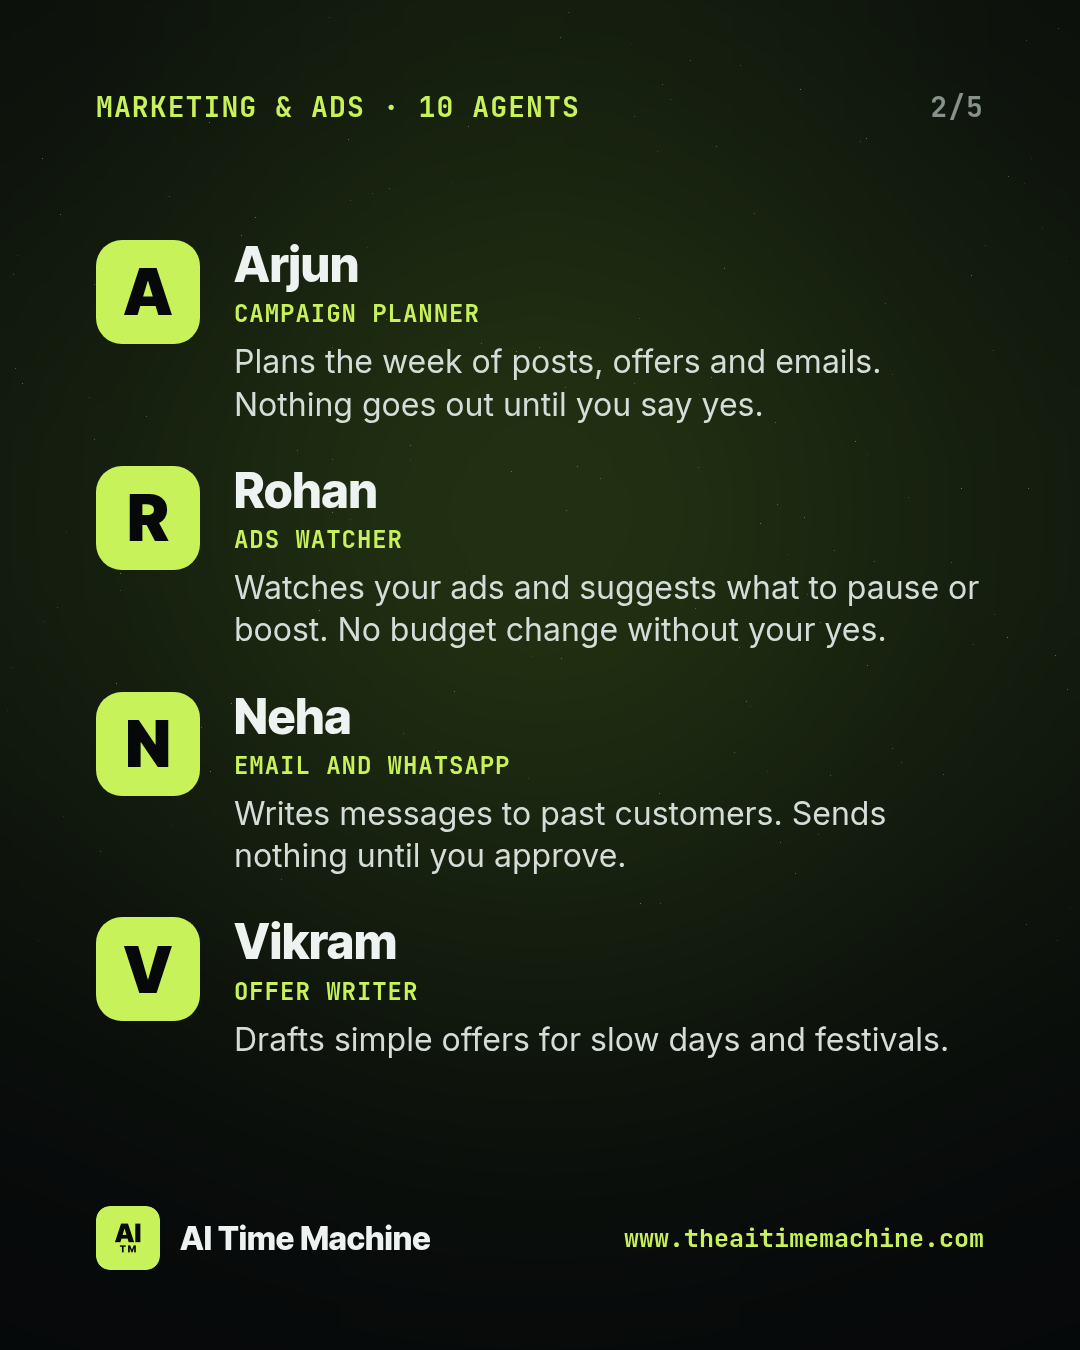 MARKETING & ADS · 10 AGENTS
2/5
A
Arjun
CAMPAIGN PLANNER
Plans the week of posts, offers and emails.
Nothing goes out until you say yes.
R
Rohan
ADS WATCHER
Watches your ads and suggests what to pause or
boost. No budget change without your yes.
N
Neha
EMAIL AND WHATSAPP
Writes messages to past customers. Sends
nothing until you approve.
V
Vikram
OFFER WRITER
Drafts simple offers for slow days and festivals.
AI
TM
AI Time Machine
www.theaitimemachine.com